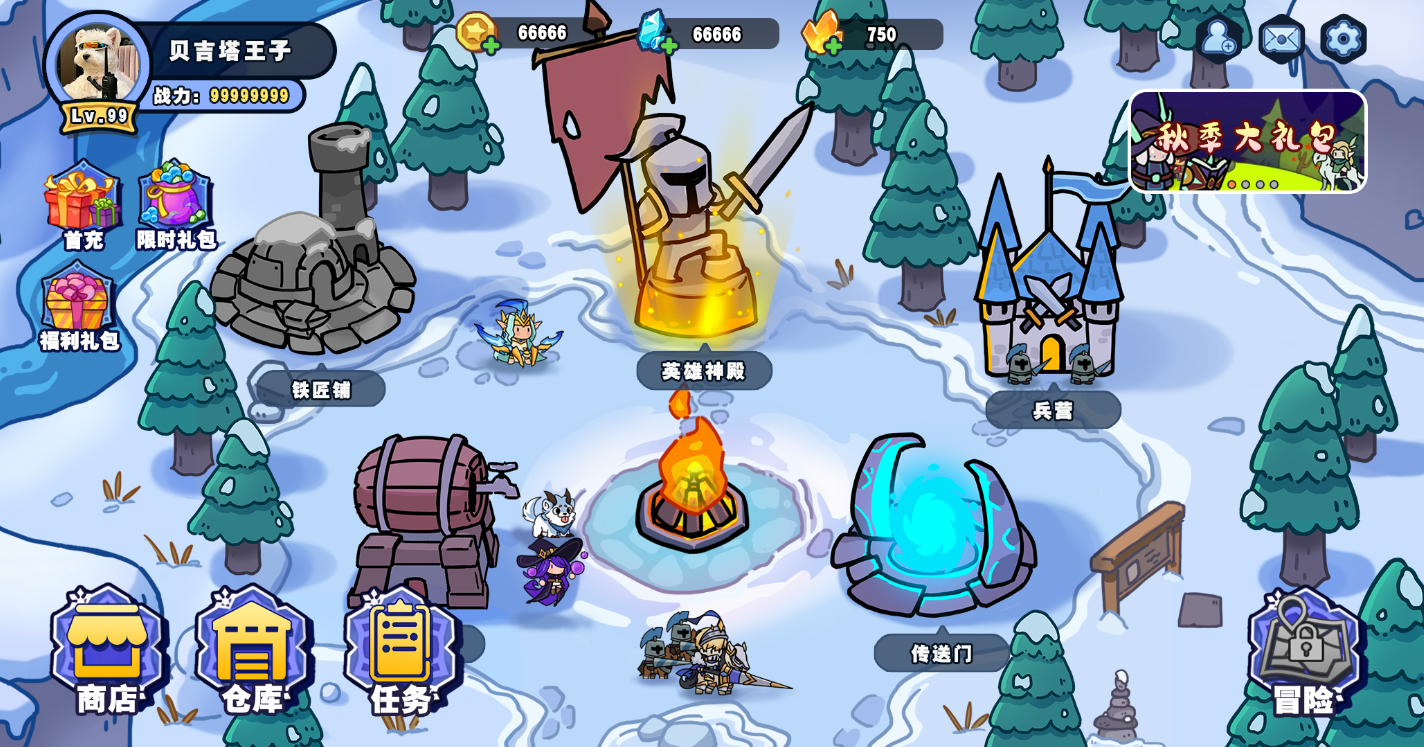 66666
66666
750
贝吉塔王子
战力: 99999999
Lv.99
秋季大礼包
首充
限时礼包
福利礼包
铁匠铺
英雄神殿
兵营
传送门
商店
仓库
任务
冒险